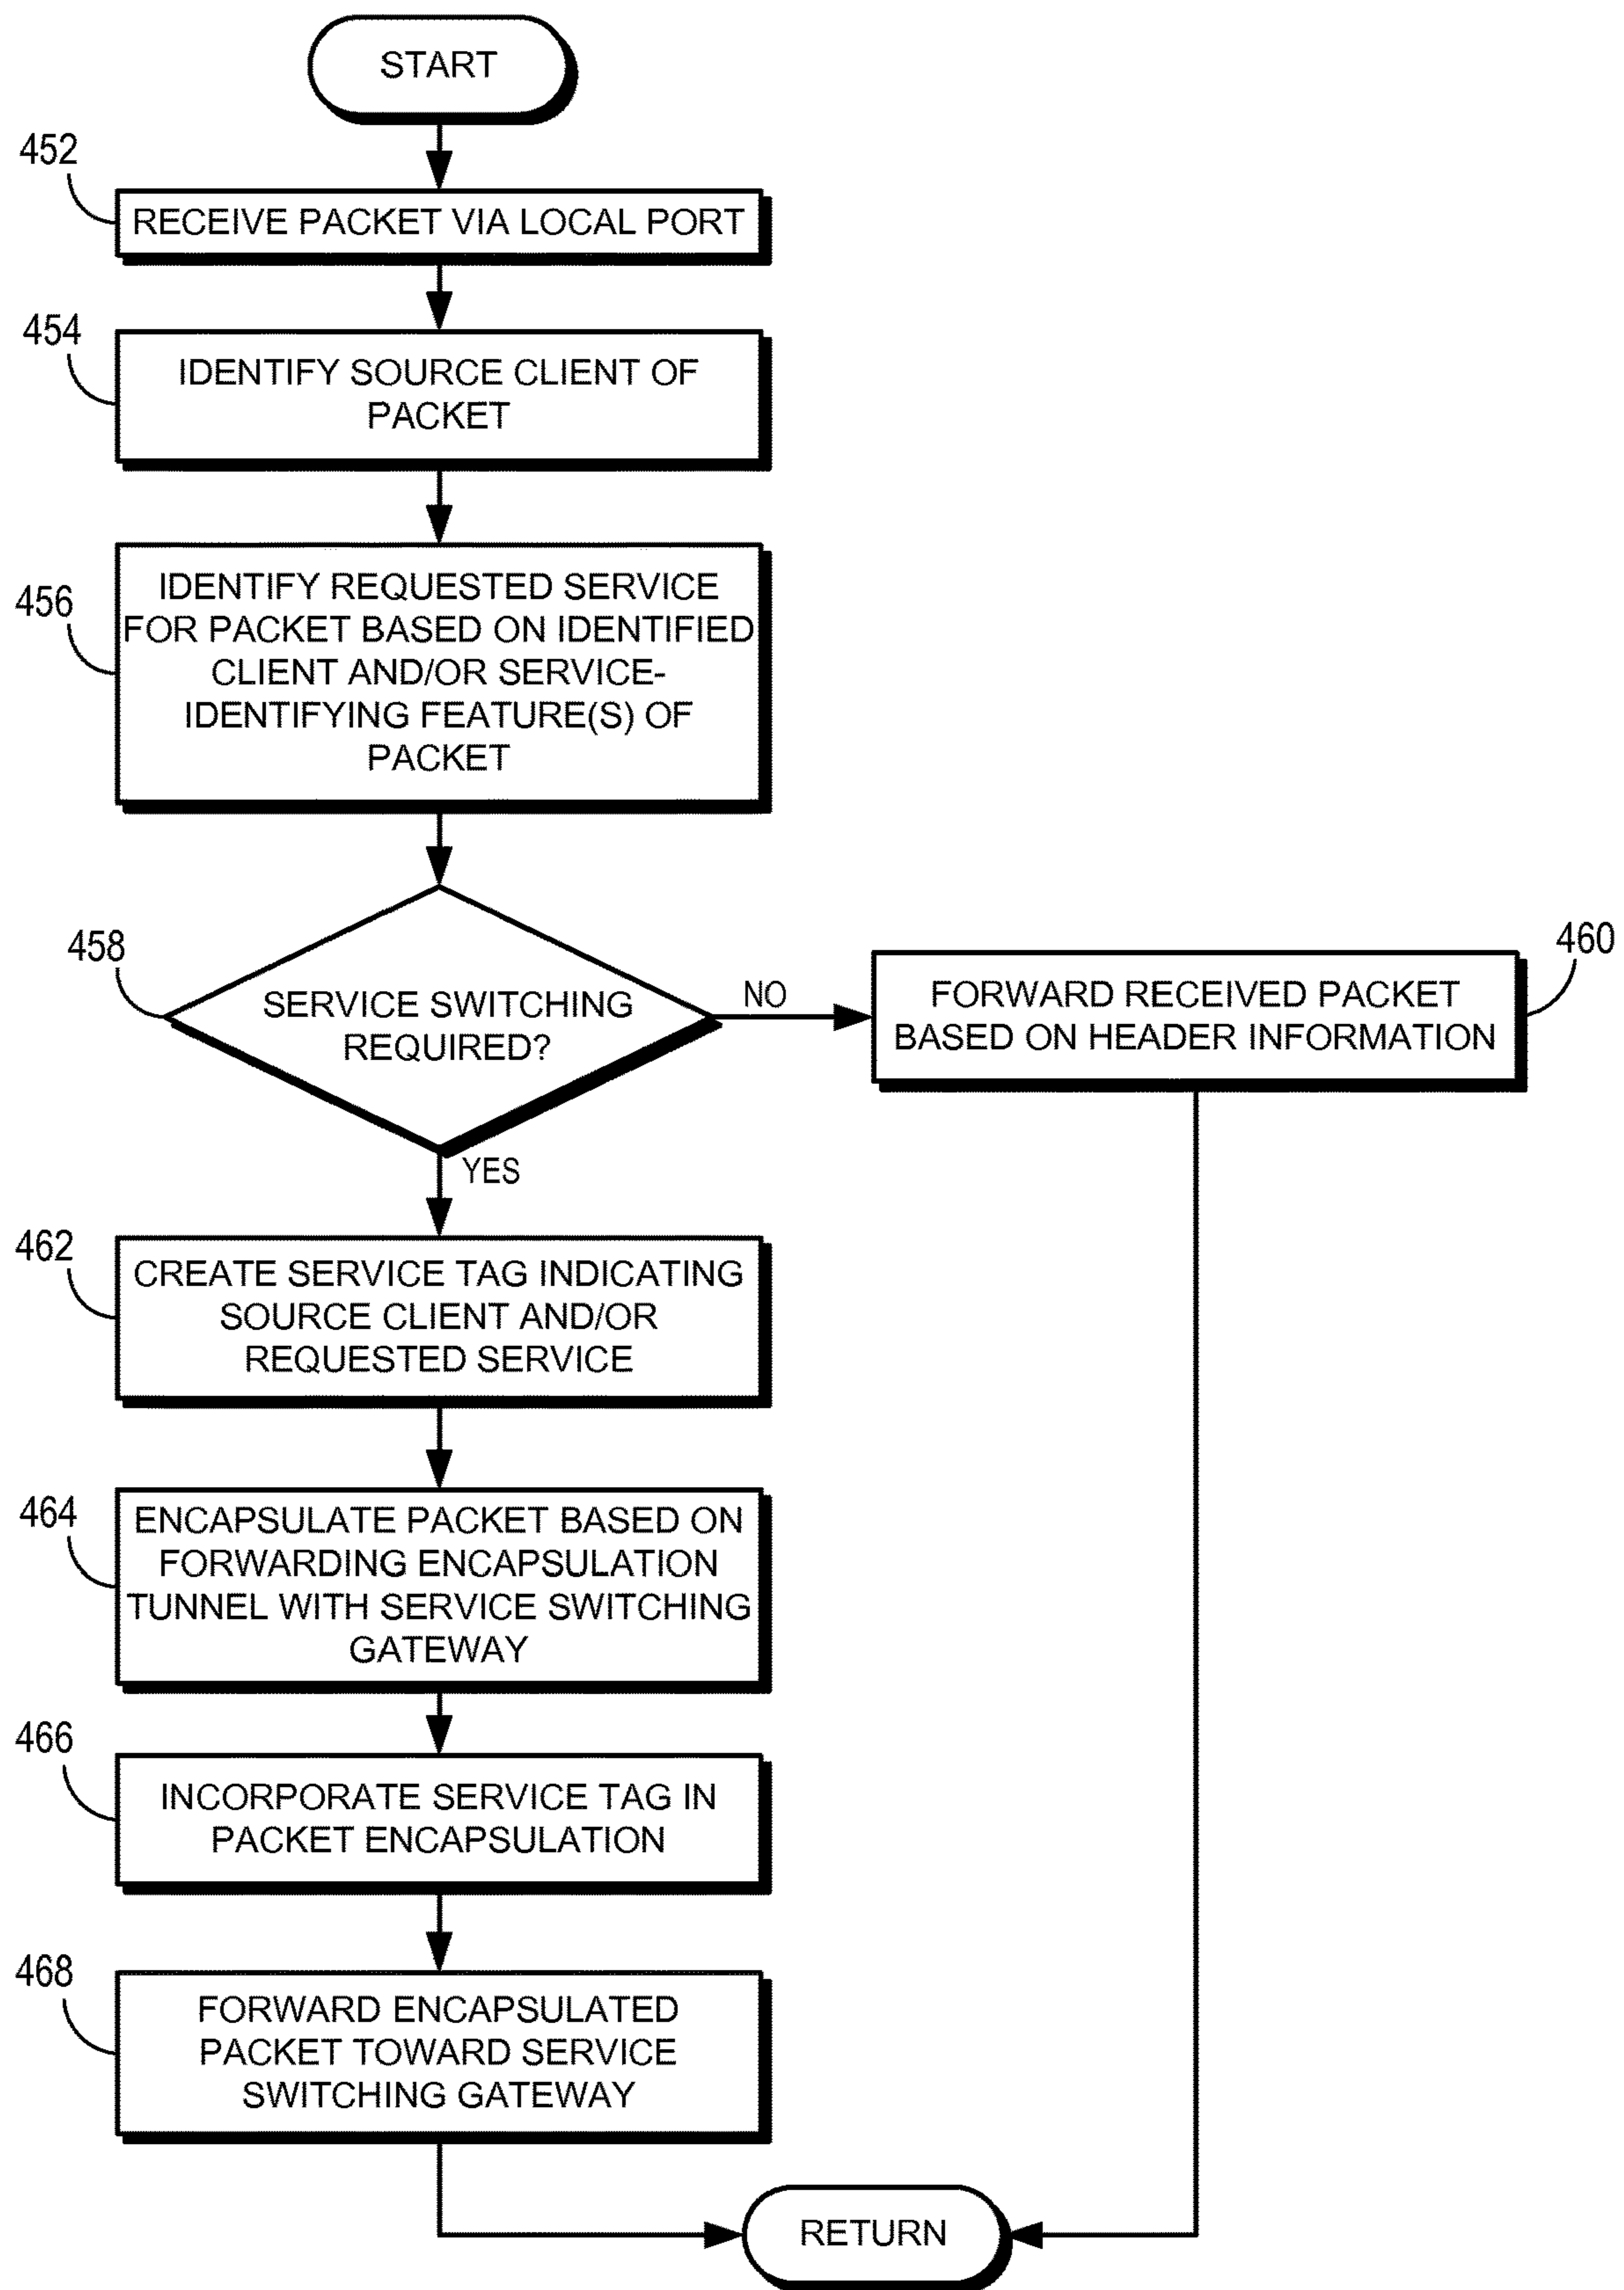 START
452
RECEIVE PACKET VIA LOCAL PORT
454
IDENTIFY SOURCE CLIENT OF
PACKET
456
IDENTIFY REQUESTED SERVICE
FOR PACKET BASED ON IDENTIFIED
CLIENT AND/OR SERVICE-
IDENTIFYING FEATURE(S) OF
PACKET
458
SERVICE SWITCHING
REQUIRED?
NO
460
FORWARD RECEIVED PACKET
BASED ON HEADER INFORMATION
YES
462
CREATE SERVICE TAG INDICATING
SOURCE CLIENT AND/OR
REQUESTED SERVICE
464
ENCAPSULATE PACKET BASED ON
FORWARDING ENCAPSULATION
TUNNEL WITH SERVICE SWITCHING
GATEWAY
466
INCORPORATE SERVICE TAG IN
PACKET ENCAPSULATION
468
FORWARD ENCAPSULATED
PACKET TOWARD SERVICE
SWITCHING GATEWAY
RETURN